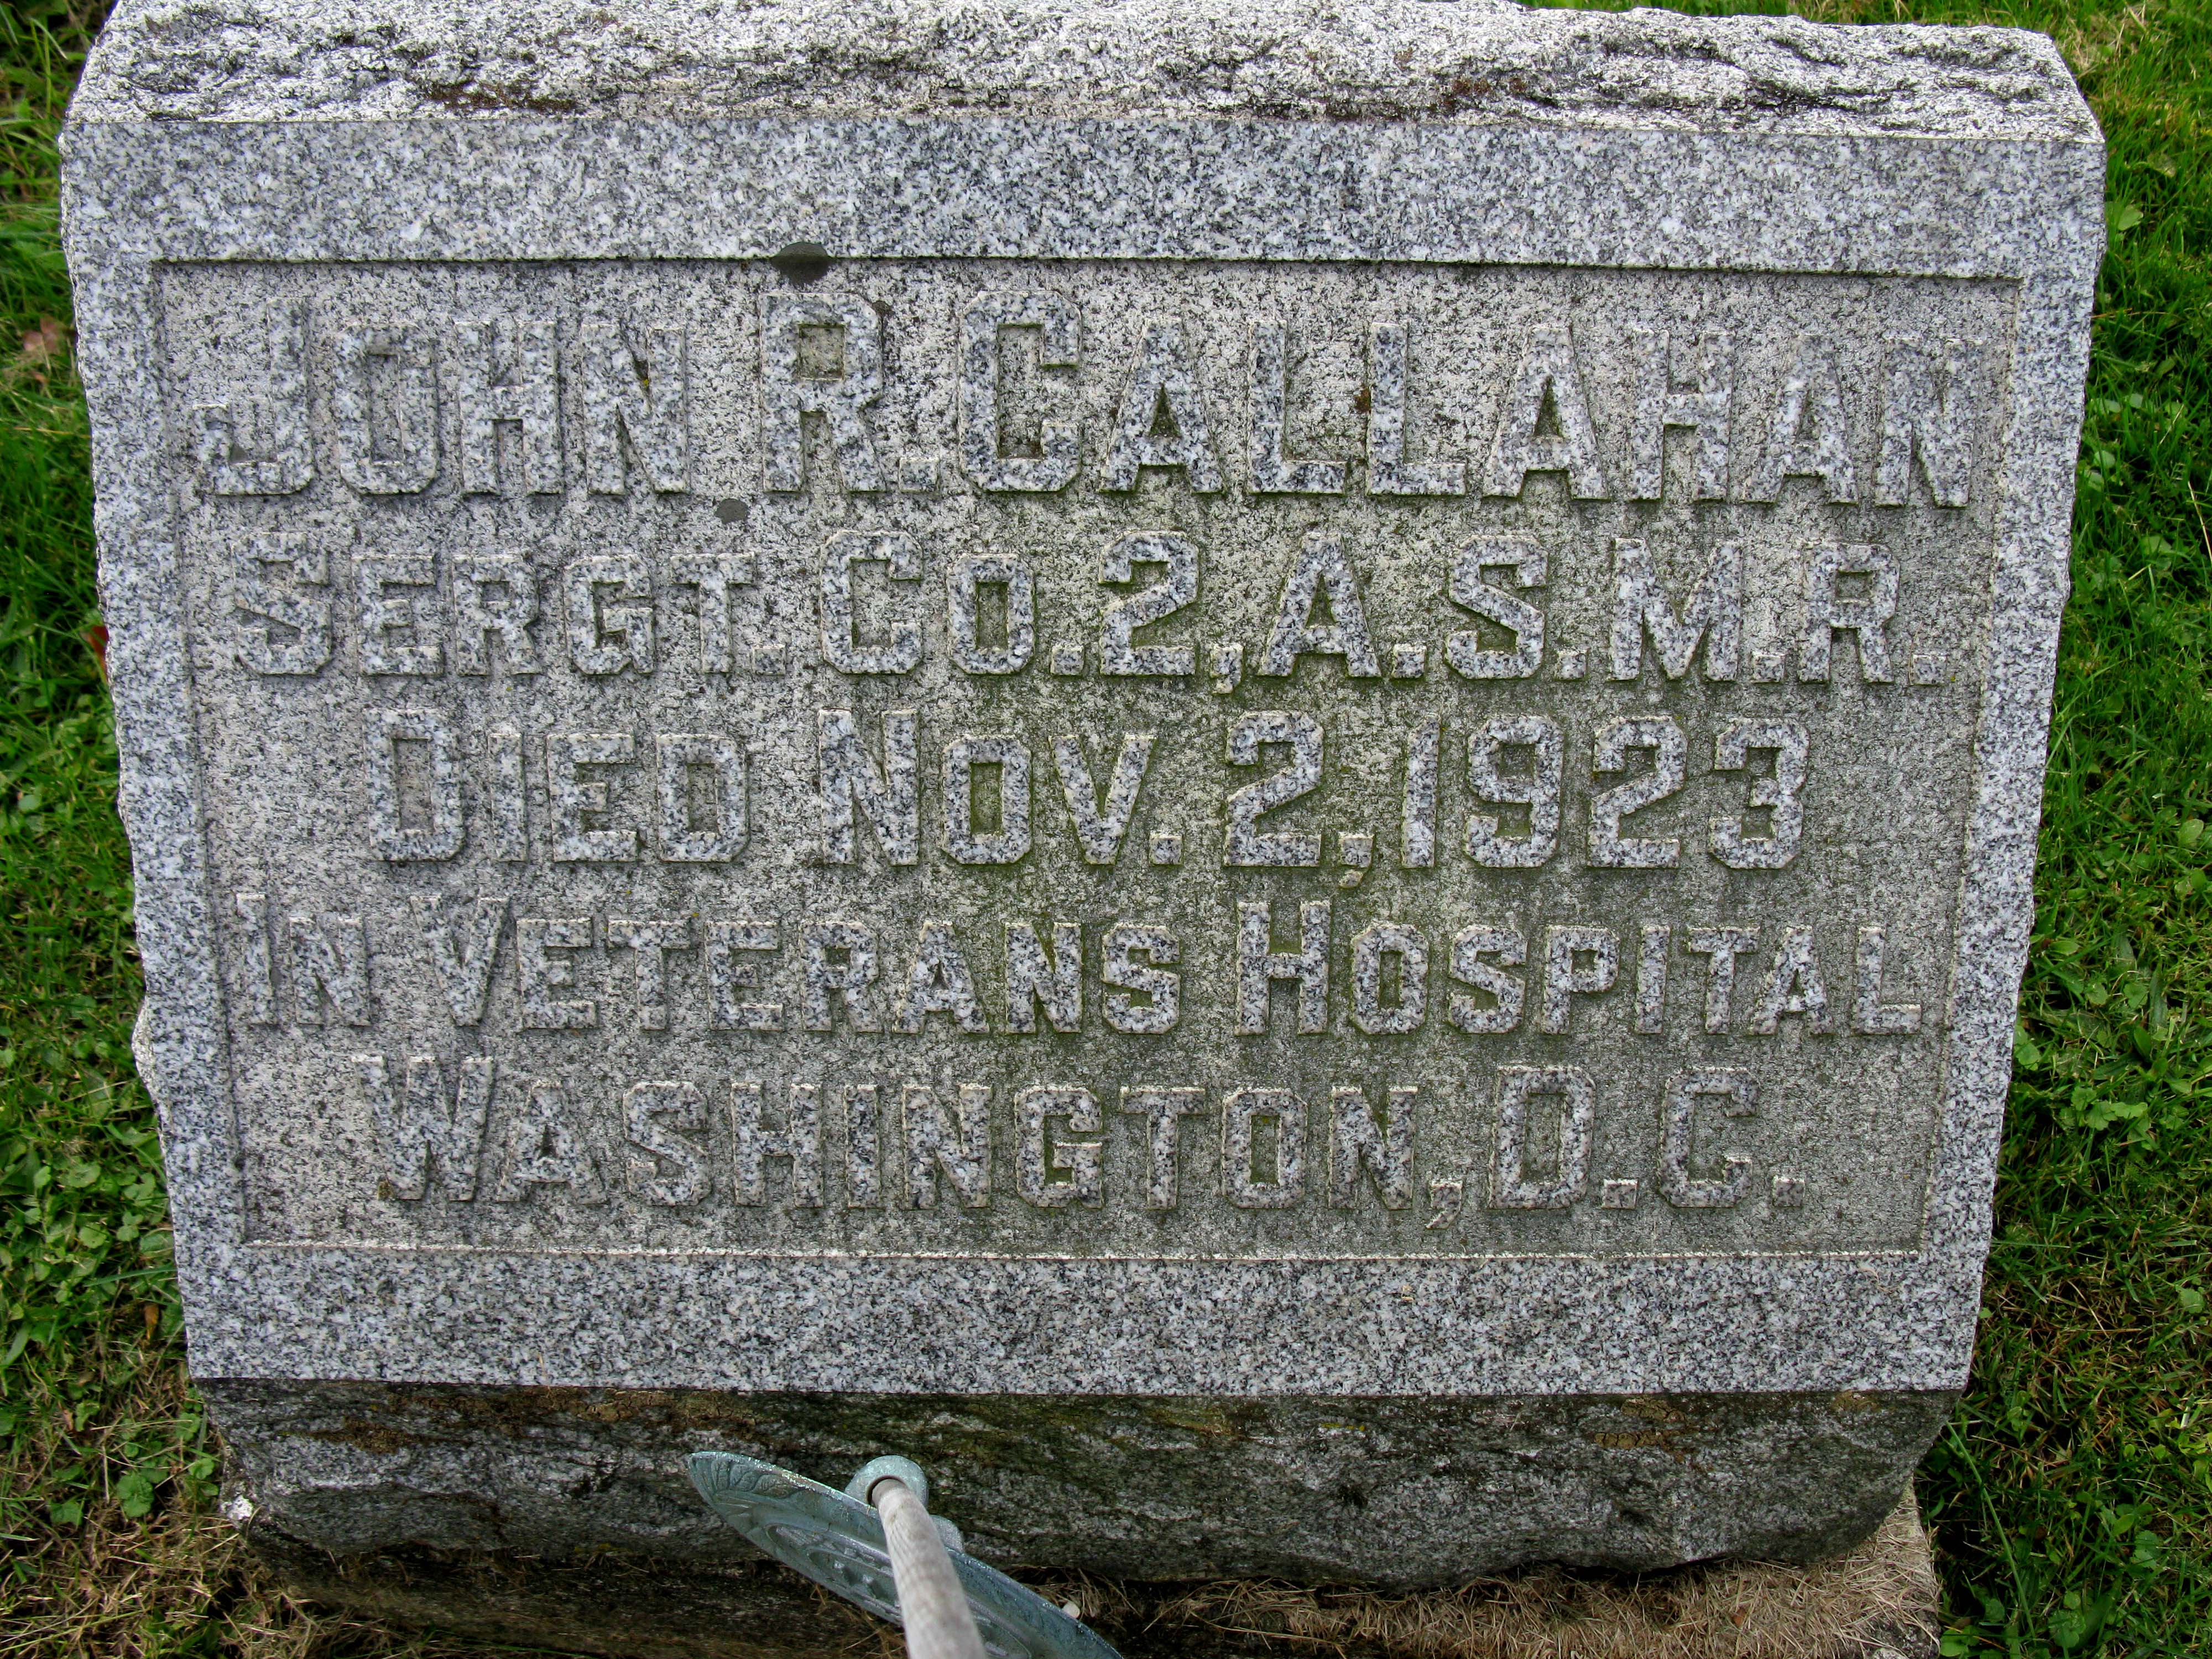 JOHN R. CALLAHAN
SERGT. CO. 2, A.S.M.R.
DIED NOV. 2, 1923
IN VETERANS HOSPITAL
WASHINGTON, D.C.